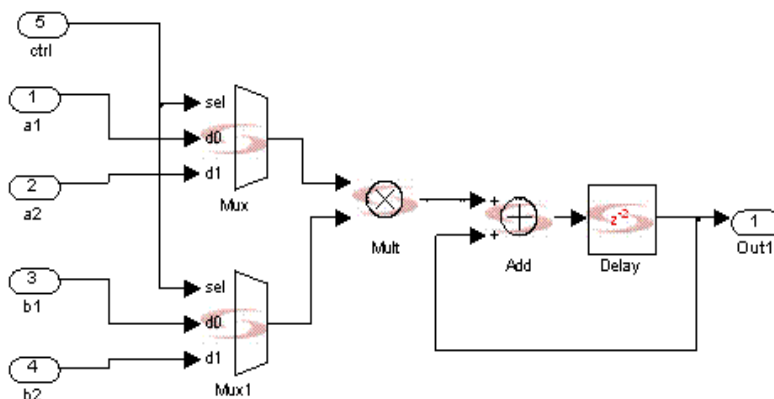 5
ctrl
1
a1
2
a2
3
b1
4
b2
sel
d0
d1
Mux
sel
d0
d1
Mux1
Mult
+
+
Add
z-2
Delay
1
Out1